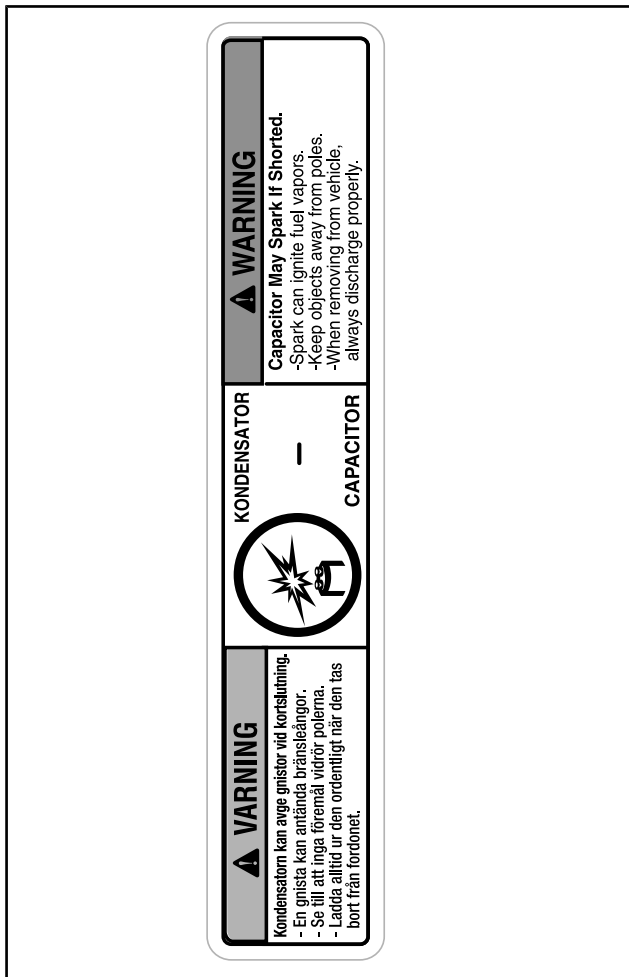 ⚠ VARNING
Kondensatorn kan avge gnistor vid kortslutning.
- En gnista kan antända bränsleångor.
- Se till att inga föremål vidrör polerna.
- Ladda alltid ur den ordentligt när den tas
bort från fordonet.
KONDENSATOR
–
CAPACITOR
⚠ WARNING
Capacitor May Spark If Shorted.
-Spark can ignite fuel vapors.
-Keep objects away from poles.
-When removing from vehicle,
always discharge properly.